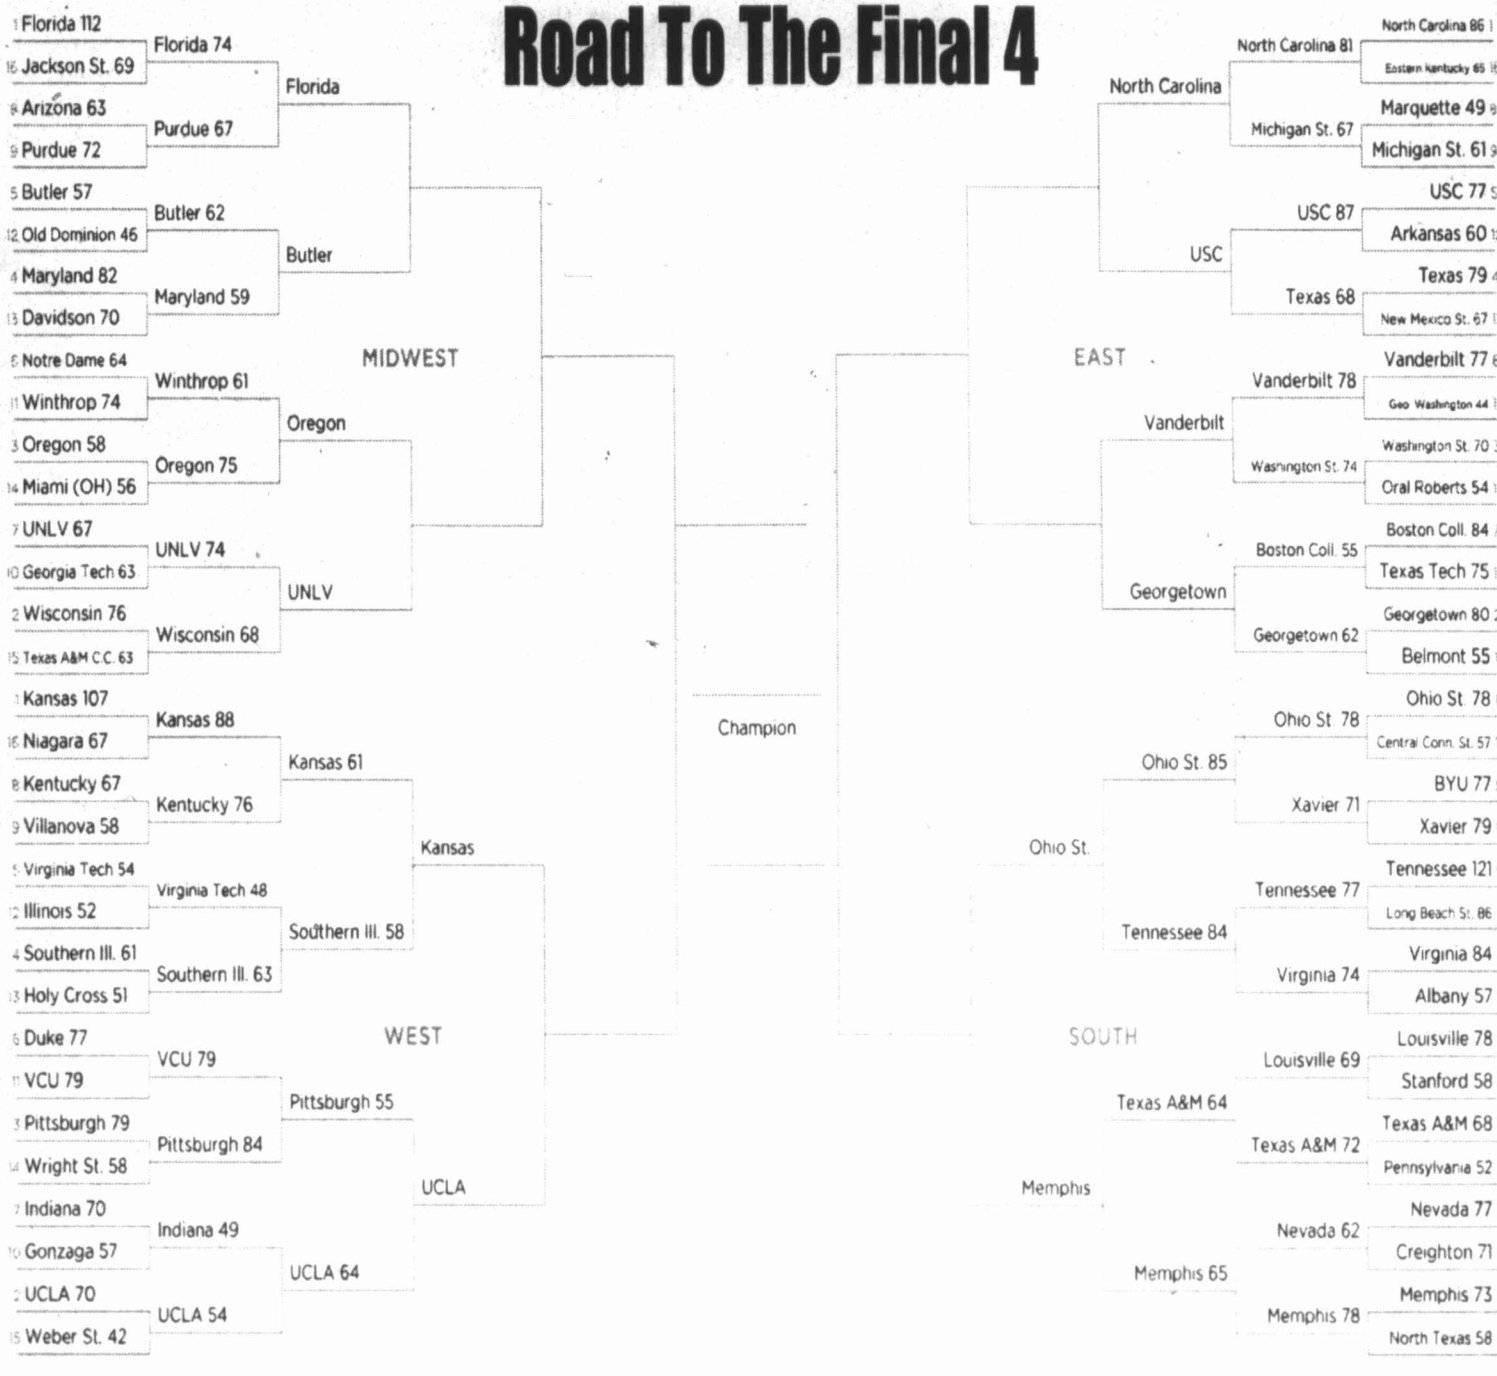 Road To The Final 4
1 Florida 112
16 Jackson St. 69
8 Arizona 63
9 Purdue 72
5 Butler 57
12 Old Dominion 46
4 Maryland 82
13 Davidson 70
6 Notre Dame 64
11 Winthrop 74
3 Oregon 58
14 Miami (OH) 56
7 UNLV 67
10 Georgia Tech 63
2 Wisconsin 76
15 Texas A&M C.C. 63
Florida 74
Purdue 67
Butler 62
Maryland 59
Winthrop 61
Oregon 75
UNLV 74
Wisconsin 68
Florida
Butler
Oregon
UNLV
MIDWEST
1 Kansas 107
16 Niagara 67
8 Kentucky 67
9 Villanova 58
5 Virginia Tech 54
12 Illinois 52
4 Southern Ill. 61
13 Holy Cross 51
6 Duke 77
11 VCU 79
3 Pittsburgh 79
14 Wright St. 58
7 Indiana 70
10 Gonzaga 57
2 UCLA 70
15 Weber St. 42
Kansas 88
Kentucky 76
Virginia Tech 48
Southern Ill. 63
VCU 79
Pittsburgh 84
Indiana 49
UCLA 54
Kansas 61
Southern Ill. 58
Pittsburgh 55
UCLA 64
Kansas
UCLA
WEST
Champion
North Carolina 86 1
Eastern Kentucky 65
Marquette 49 8
Michigan St. 61 9
USC 77 5
Arkansas 60
Texas 79 4
New Mexico St. 67
Vanderbilt 77 6
Geo Washington 44
Washington St. 70
Oral Roberts 54
Boston Coll. 84
Texas Tech 75
Georgetown 80 2
Belmont 55
North Carolina 81
Michigan St. 67
USC 87
Texas 68
Vanderbilt 78
Washington St. 74
Boston Coll. 55
Georgetown 62
North Carolina
USC
Vanderbilt
Georgetown
EAST
Ohio St. 78
Central Conn. St. 57
BYU 77
Xavier 79
Tennessee 121
Long Beach St. 86
Virginia 84
Albany 57
Louisville 78
Stanford 58
Texas A&M 68
Pennsylvania 52
Nevada 77
Creighton 71
Memphis 73
North Texas 58
Ohio St. 78
Xavier 71
Tennessee 77
Virginia 74
Louisville 69
Texas A&M 72
Nevada 62
Memphis 78
Ohio St. 85
Tennessee 84
Texas A&M 64
Memphis 65
Ohio St.
Memphis
SOUTH